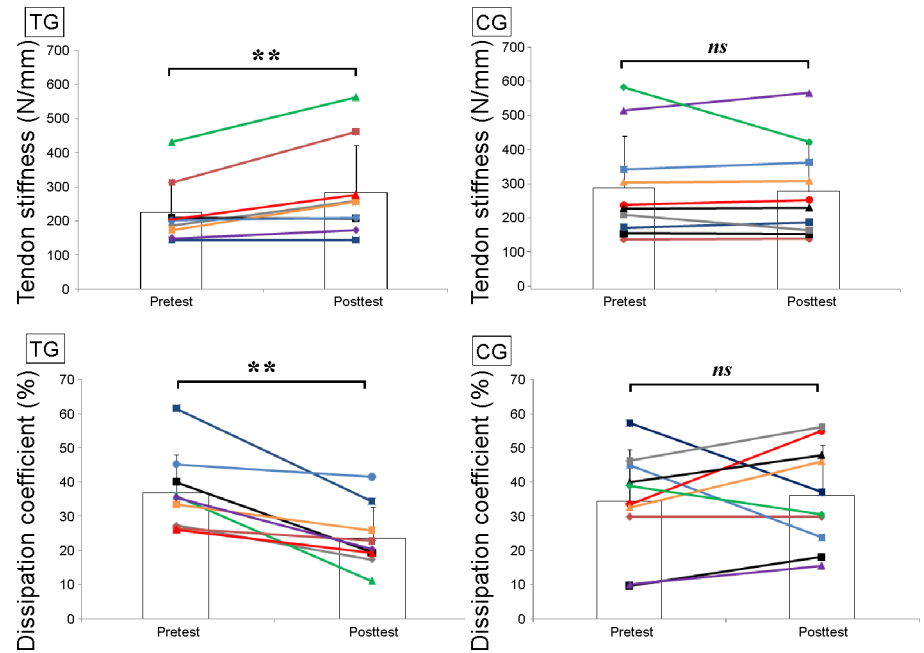 TG
Tendon stiffness (N/mm)
700
600
500
400
300
200
100
0
**
Pretest
Posttest
CG
Tendon stiffness (N/mm)
700
600
500
400
300
200
100
0
ns
Pretest
Posttest
TG
Dissipation coefficient (%)
70
60
50
40
30
20
10
0
**
Pretest
Posttest
CG
Dissipation coefficient (%)
70
60
50
40
30
20
10
0
ns
Pretest
Posttest